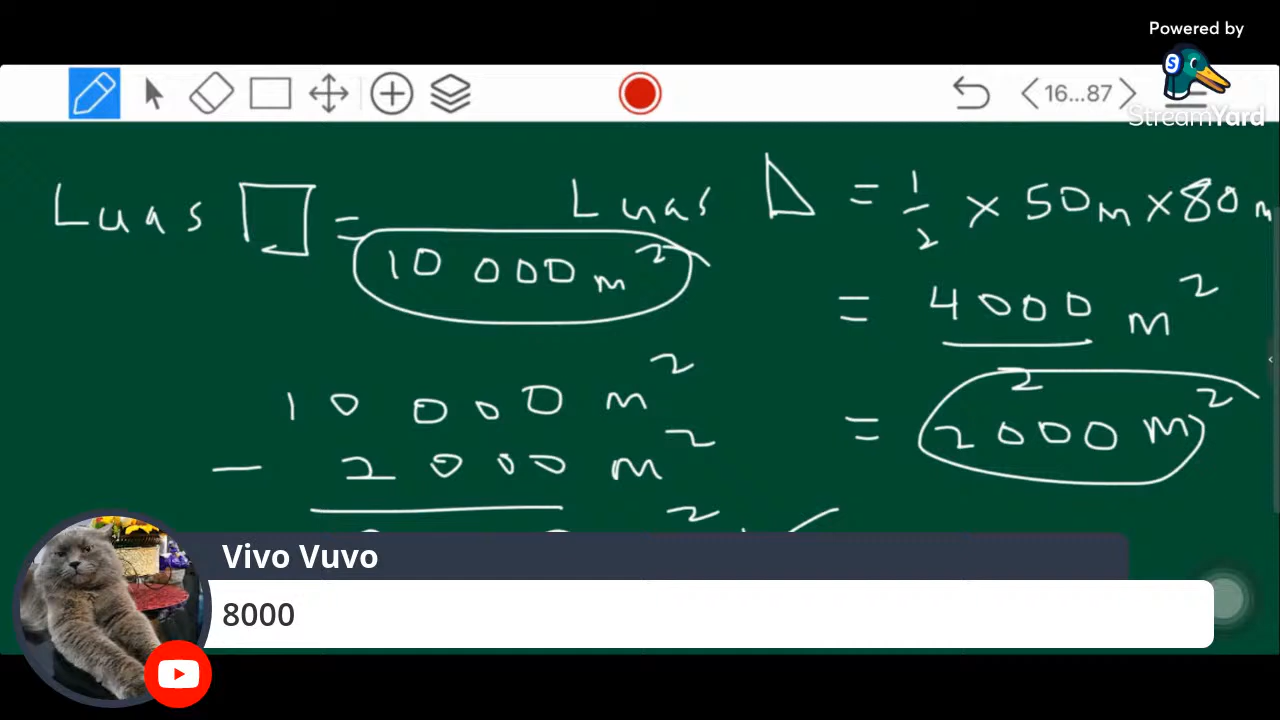 Powered by
StreamYard
16...87
Luas □ = 10 000 m²
Luas ◺ = 1/2 × 50 m × 80 m
= 4000 m²
2
= 2000 m²
10 000 m²
− 2000 m²
Vivo Vuvo
8000